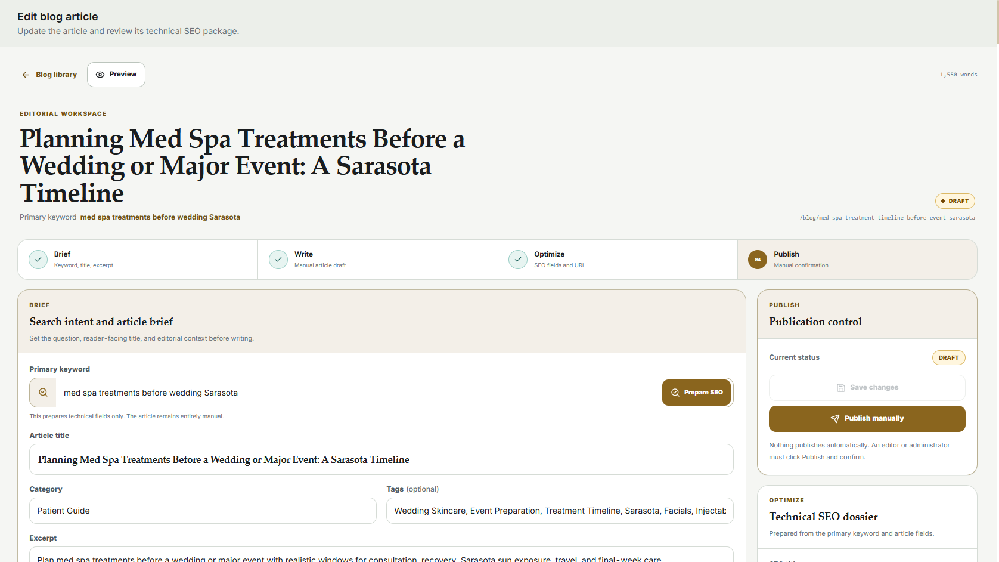 Edit blog article
Update the article and review its technical SEO package.
Blog library
Preview
1,550 words
EDITORIAL WORKSPACE
Planning Med Spa Treatments Before a
Wedding or Major Event: A Sarasota
Timeline
DRAFT
Primary keyword med spa treatments before wedding Sarasota
/blog/med-spa-treatment-timeline-before-event-sarasota
Brief
Keyword, title, excerpt
Write
Manual article draft
Optimize
SEO fields and URL
04
Publish
Manual confirmation
BRIEF
Search intent and article brief
Set the question, reader-facing title, and editorial context before writing.
Primary keyword
med spa treatments before wedding Sarasota
Prepare SEO
This prepares technical fields only. The article remains entirely manual.
Article title
Planning Med Spa Treatments Before a Wedding or Major Event: A Sarasota Timeline
Category
Patient Guide
Tags (optional)
Wedding Skincare, Event Preparation, Treatment Timeline, Sarasota, Facials, Injectab
Excerpt
Plan med spa treatments before a wedding or major event with realistic windows for consultation, recovery, Sarasota sun exposure, travel, and final-week care.
PUBLISH
Publication control
Current status
DRAFT
Save changes
Publish manually
Nothing publishes automatically. An editor or administrator
must click Publish and confirm.
OPTIMIZE
Technical SEO dossier
Prepared from the primary keyword and article fields.